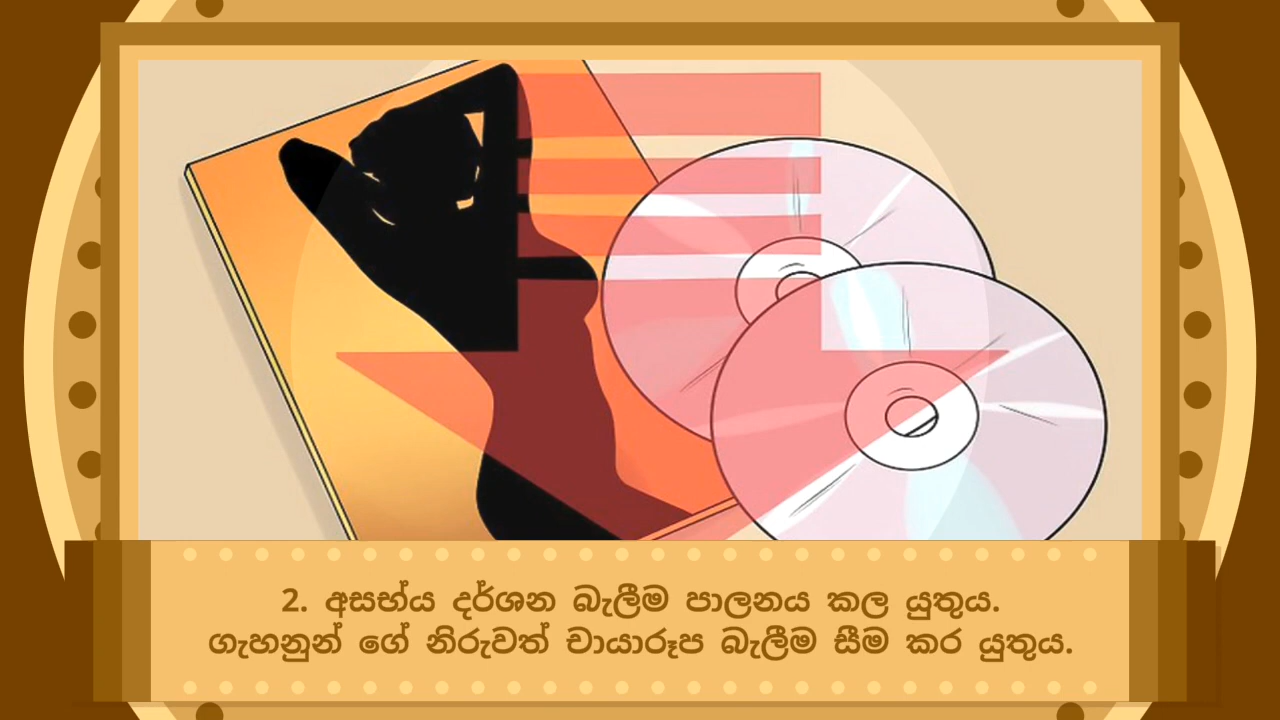 2. අසභ්ය දර්ශන බැලීම පාලනය කල යුතුය.
ගැහනුන් ගේ නිරුවත් චායාරූප බැලීම සීම කර යුතුය.